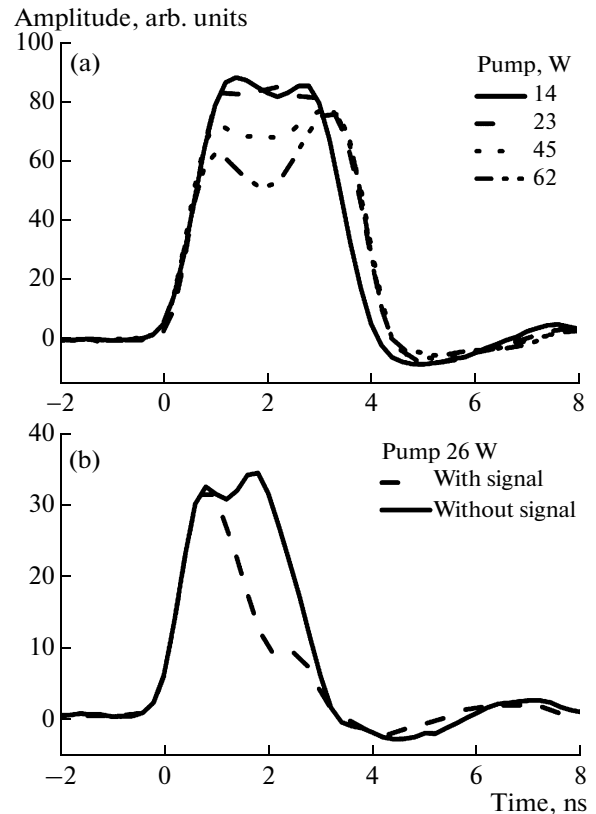 Amplitude, arb. units
100
(a)
Pump, W
80
14
23
60
45
62
40
20
0
−2 0 2 4 6 8
40
(b)
Pump 26 W
With signal
30
Without signal
20
10
0
−2 0 2 4 6 8
Time, ns